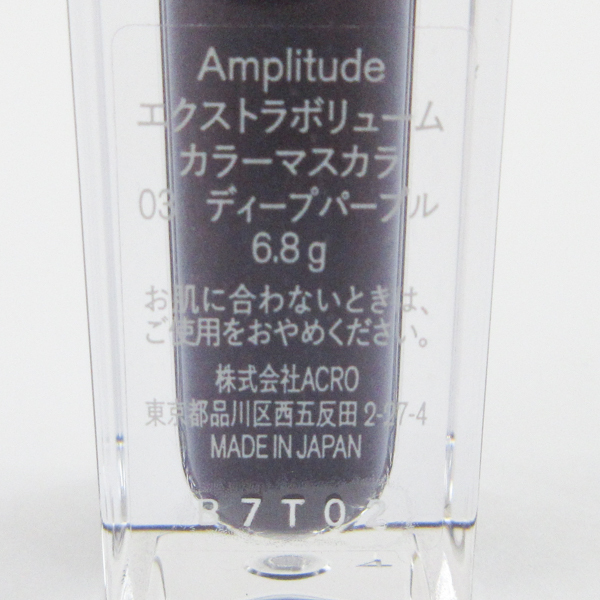 Amplitude
エクストラボリューム
カラーマスカラ
03 ディープパープル
6.8g
お肌に合わないときは、
ご使用をおやめください。
株式会社ACRO
東京都品川区西五反田2-27-4
MADE IN JAPAN
R7T02